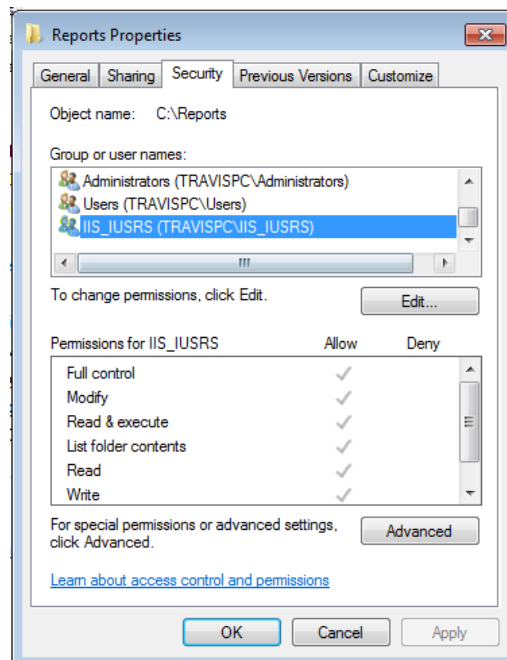 Reports Properties
General Sharing Security Previous Versions Customize
Object name: C:\Reports
Group or user names:
Administrators (TRAVISPC\Administrators)
Users (TRAVISPC\Users)
IIS_IUSRS (TRAVISPC\IIS_IUSRS)
To change permissions, click Edit.
Edit...
Permissions for IIS_IUSRS Allow Deny
Full control
Modify
Read & execute
List folder contents
Read
Write
For special permissions or advanced settings,
click Advanced.
Advanced
Learn about access control and permissions
OK Cancel Apply